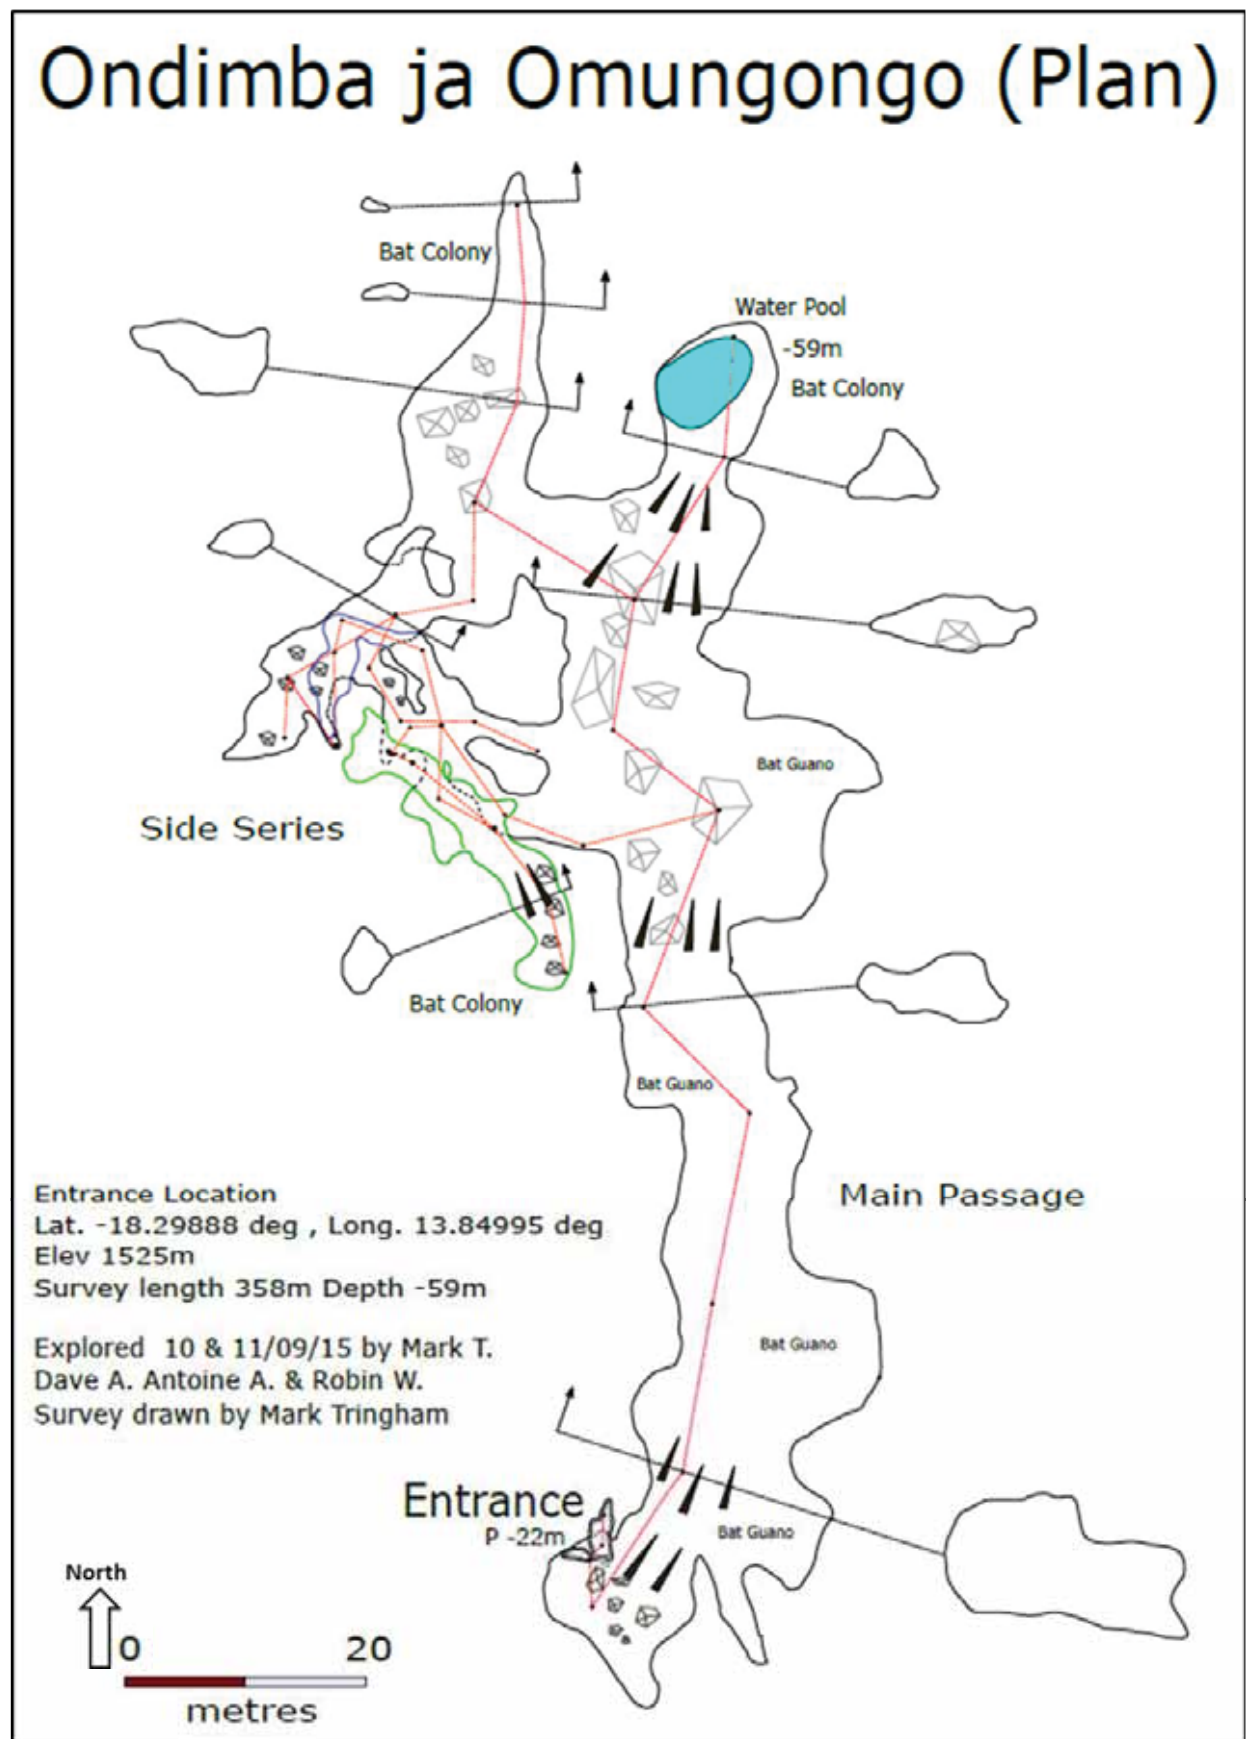 Ondimba ja Omungongo (Plan)
Bat Colony
Water Pool
-59m
Bat Colony
Bat Guano
Side Series
Bat Colony
Bat Guano
Entrance Location
Lat. -18.29888 deg , Long. 13.84995 deg
Elev 1525m
Survey length 358m Depth -59m
Main Passage
Explored 10 & 11/09/15 by Mark T.
Dave A. Antoine A. & Robin W.
Survey drawn by Mark Tringham
Bat Guano
Entrance
P -22m
Bat Guano
North
0 20
metres